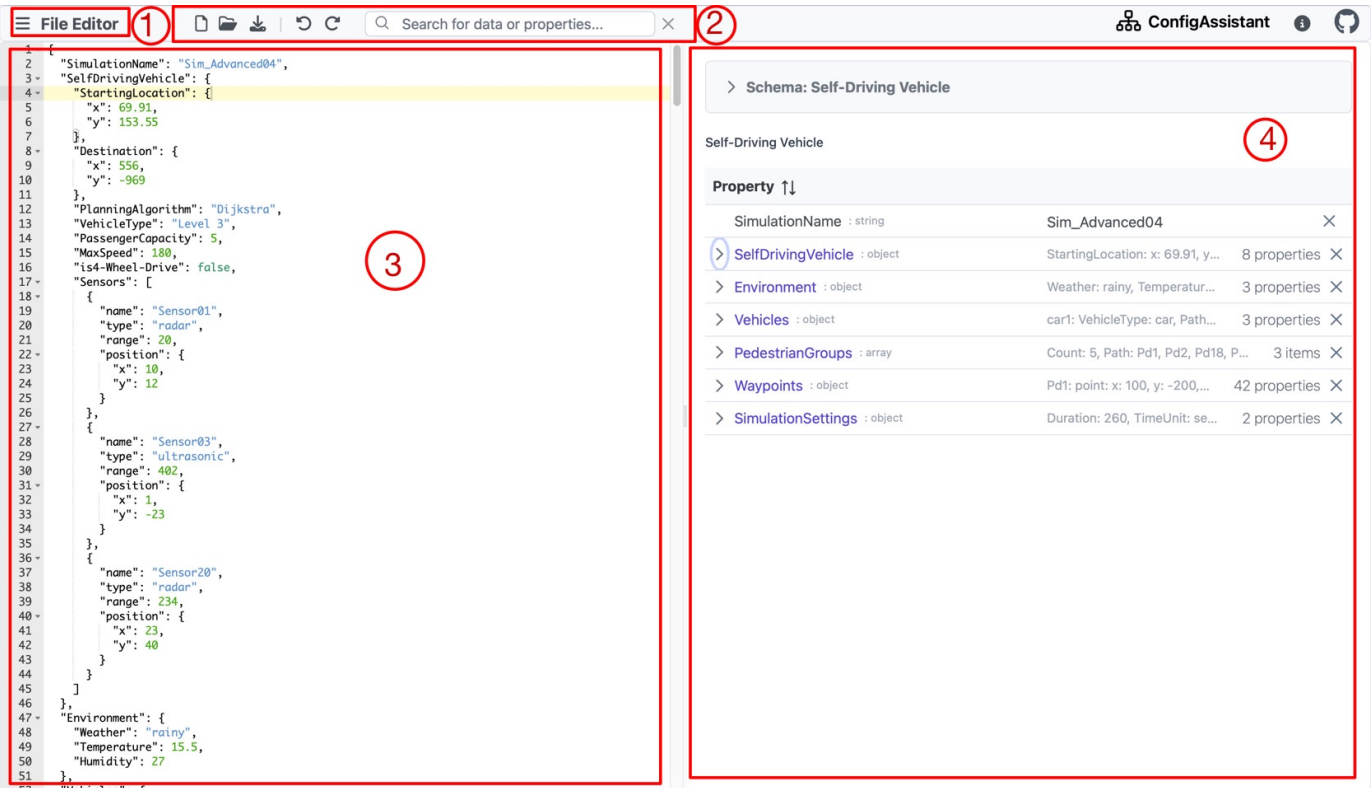 File Editor
1
Search for data or properties...
2
ConfigAssistant
1 {
2 "SimulationName": "Sim_Advanced04",
3 "SelfDrivingVehicle": {
4 "StartingLocation": {
5 "x": 69.91,
6 "y": 153.55
7 },
8 "Destination": {
9 "x": 556,
10 "y": -969
11 },
12 "PlanningAlgorithm": "Dijkstra",
13 "VehicleType": "Level 3",
14 "PassengerCapacity": 5,
15 "MaxSpeed": 180,
16 "is4-Wheel-Drive": false,
17 "Sensors": [
18 {
19 "name": "Sensor01",
20 "type": "radar",
21 "range": 20,
22 "position": {
23 "x": 10,
24 "y": 12
25 }
26 },
27 {
28 "name": "Sensor03",
29 "type": "ultrasonic",
30 "range": 402,
31 "position": {
32 "x": 1,
33 "y": -23
34 }
35 },
36 {
37 "name": "Sensor20",
38 "type": "radar",
39 "range": 234,
40 "position": {
41 "x": 23,
42 "y": 40
43 }
44 }
45 ]
46 },
47 "Environment": {
48 "Weather": "rainy",
49 "Temperature": 15.5,
50 "Humidity": 27
51 },
3
Schema: Self-Driving Vehicle
4
Self-Driving Vehicle
Property
SimulationName : string Sim_Advanced04
SelfDrivingVehicle : object StartingLocation: x: 69.91, y... 8 properties
Environment : object Weather: rainy, Temperatur... 3 properties
Vehicles : object car1: VehicleType: car, Path... 3 properties
PedestrianGroups : array Count: 5, Path: Pd1, Pd2, Pd18, P... 3 items
Waypoints : object Pd1: point: x: 100, y: -200,... 42 properties
SimulationSettings : object Duration: 260, TimeUnit: se... 2 properties